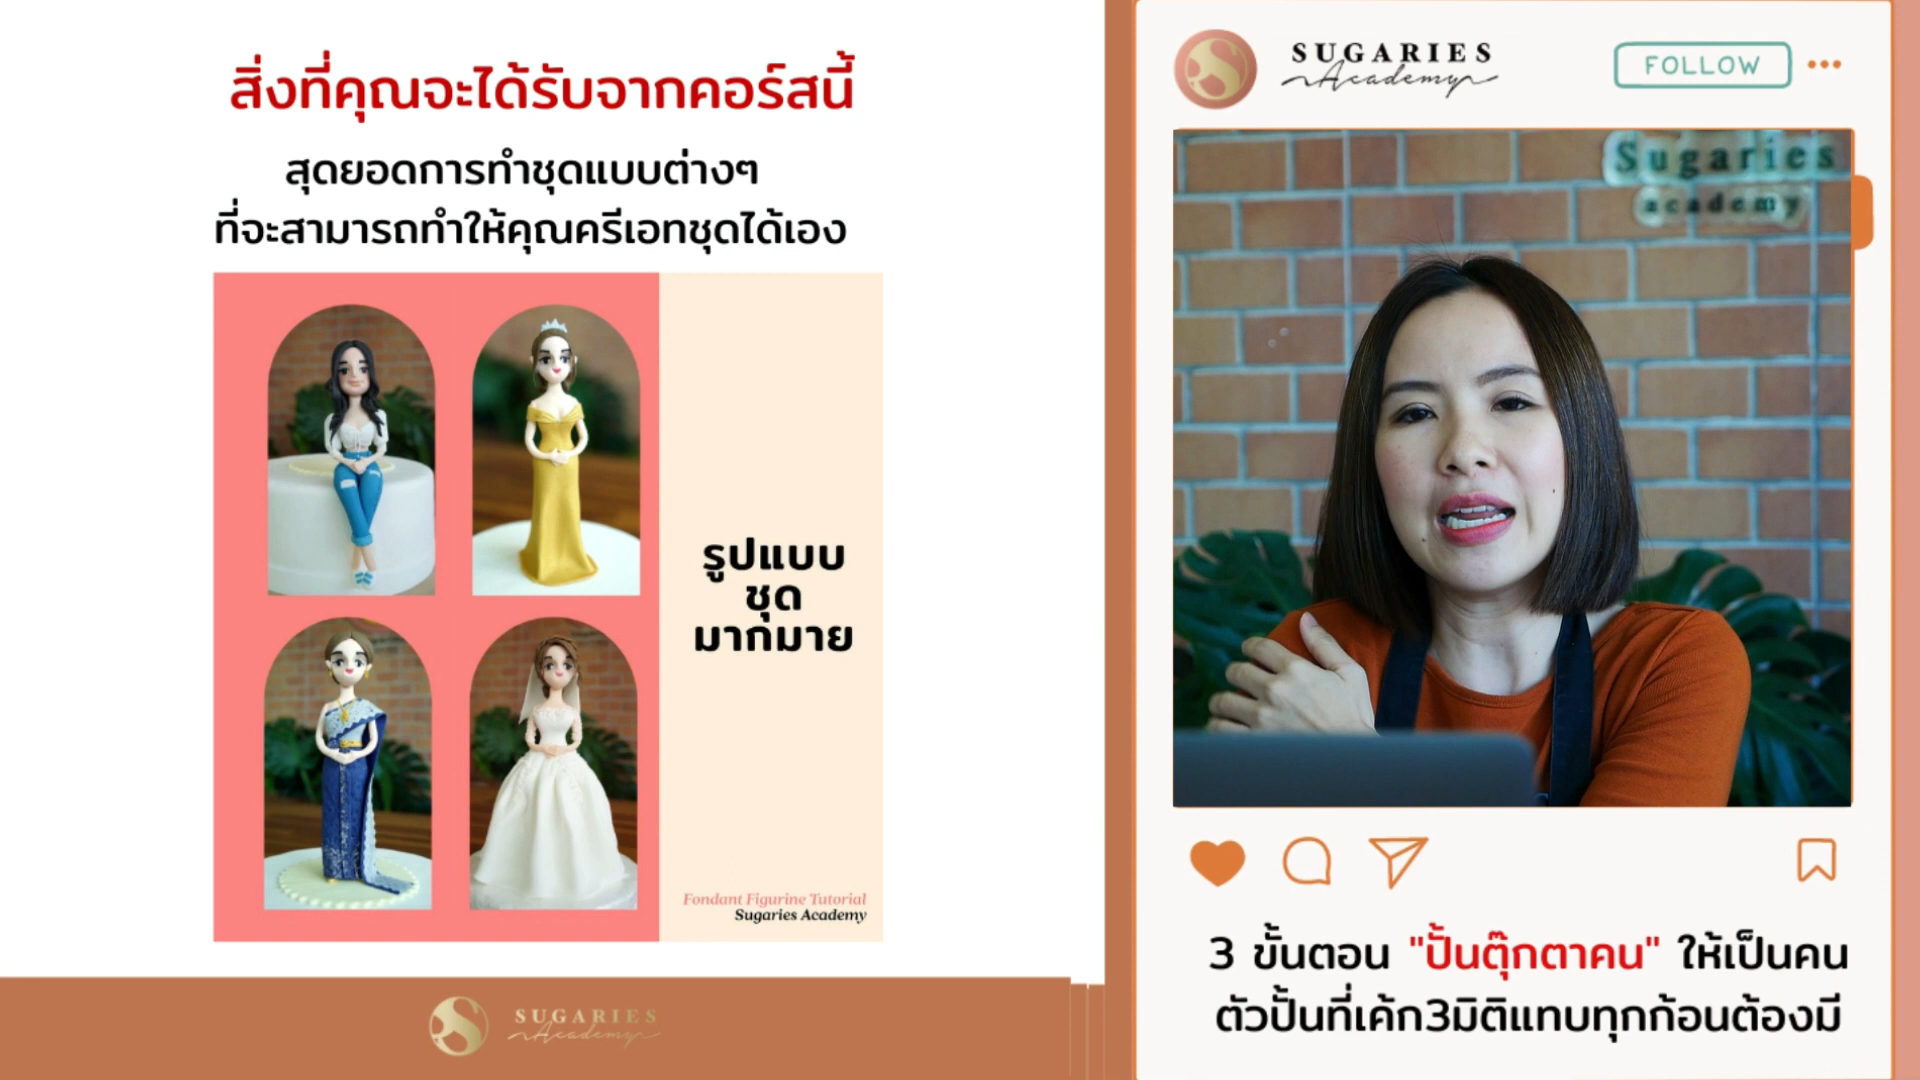 สิ่งที่คุณจะได้รับจากคอร์สนี้
สุดยอดการทำชุดแบบต่างๆ
ที่จะสามารถทำให้คุณครีเอทชุดได้เอง
รูปแบบ
ชุด
มากมาย
Fondant Figurine Tutorial
Sugaries Academy
SUGARIES
Academy
SUGARIES
Academy
FOLLOW
Sugaries
academy
3 ขั้นตอน "ปั้นตุ๊กตาคน" ให้เป็นคน
ตัวปั้นที่เค้ก3มิติแทบทุกก้อนต้องมี